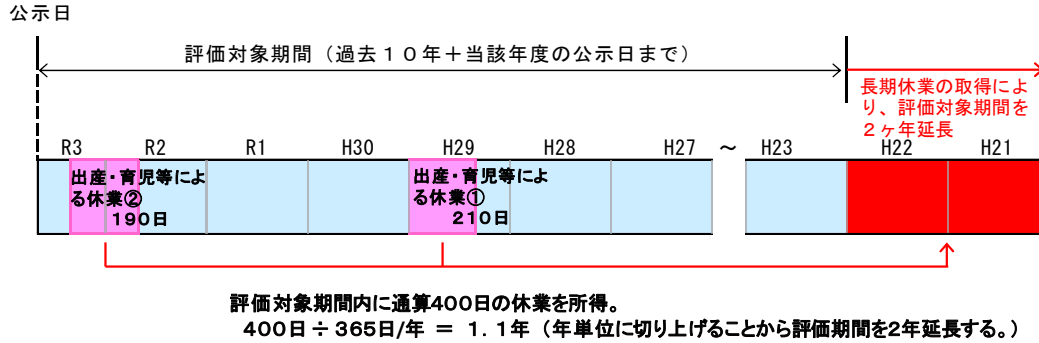 公示日
評価対象期間（過去１０年＋当該年度の公示日まで）
長期休業の取得によ
り、評価対象期間を
２ヶ年延長
R3 R2 R1 H30 H29 H28 H27 ～ H23 H22 H21
出産・育児等によ
る休業②
190日
出産・育児等によ
る休業①
210日
評価対象期間内に通算400日の休業を所得。
400日÷365日/年 ＝ 1.1年（年単位に切り上げることから評価期間を2年延長する。）